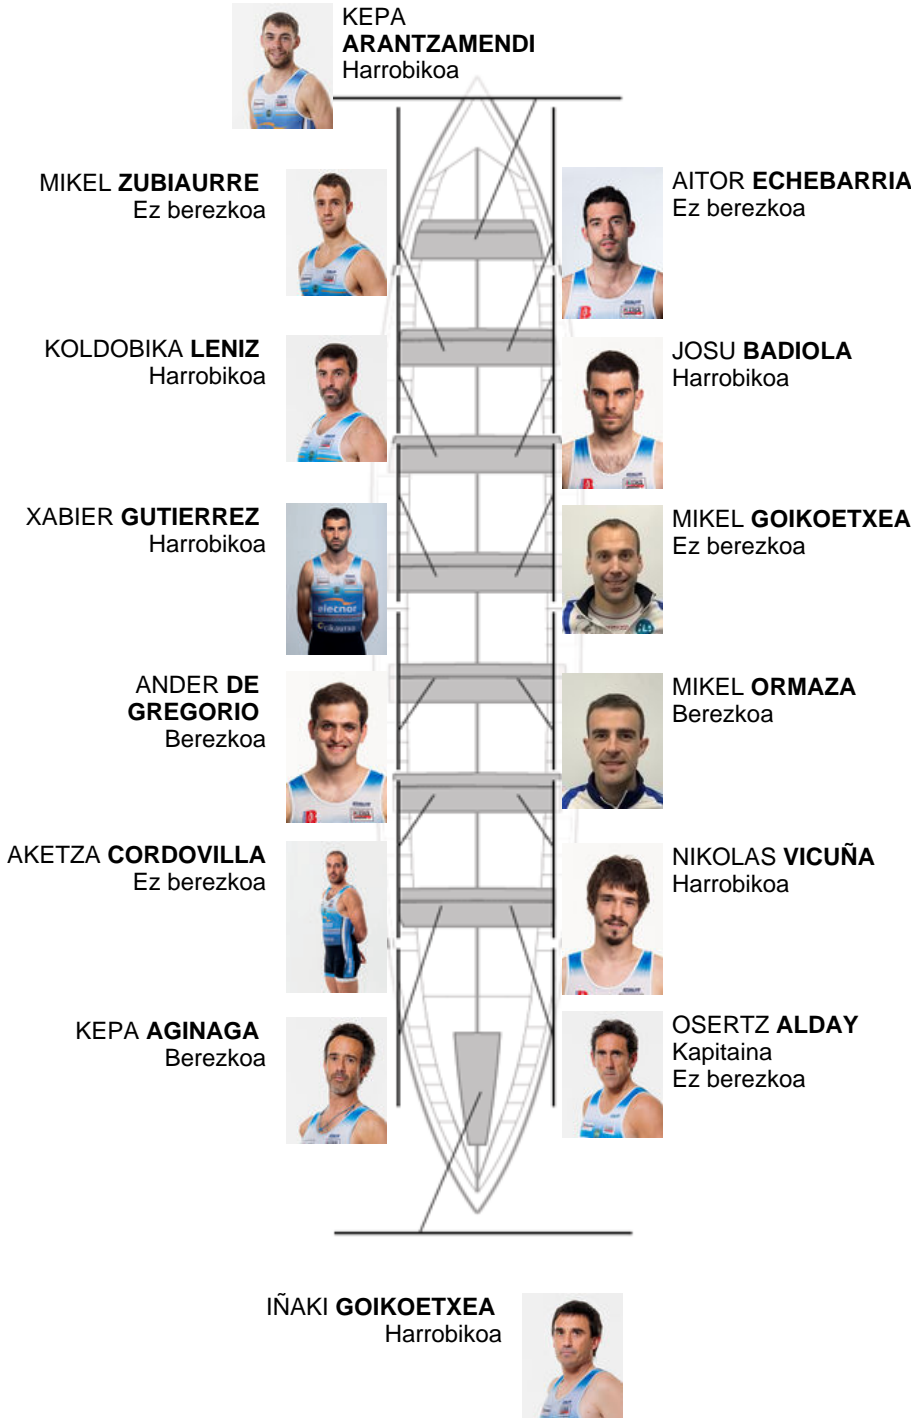 KEPA
ARANTZAMENDI
Harrobikoa
MIKEL ZUBIAURRE
Ez berezkoa
AITOR ECHEBARRIA
Ez berezkoa
KOLDOBIKA LENIZ
Harrobikoa
JOSU BADIOLA
Harrobikoa
XABIER GUTIERREZ
Harrobikoa
elecnor
MIKEL GOIKOETXEA
Ez berezkoa
ANDER DE
GREGORIO
Berezkoa
MIKEL ORMAZA
Berezkoa
AKETZA CORDOVILLA
Ez berezkoa
NIKOLAS VICUÑA
Harrobikoa
KEPA AGINAGA
Berezkoa
OSERTZ ALDAY
Kapitaina
Ez berezkoa
IÑAKI GOIKOETXEA
Harrobikoa